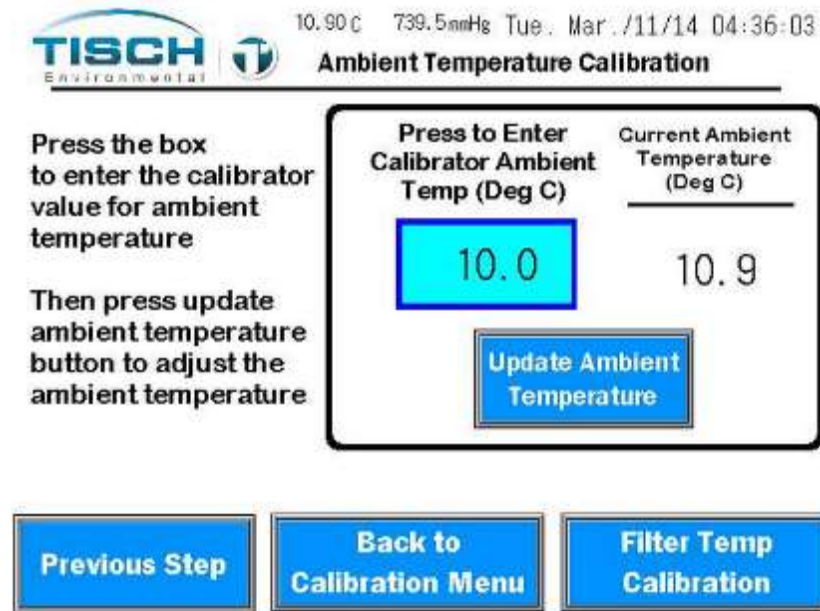 TISCH
Environmental
10.90 C 739.5mmHg Tue. Mar./11/14 04:36:03
Ambient Temperature Calibration
Press the box
to enter the calibrator
value for ambient
temperature
Then press update
ambient temperature
button to adjust the
ambient temperature
Press to Enter
Calibrator Ambient
Temp (Deg C)
10.0
Current Ambient
Temperature
(Deg C)
10.9
Update Ambient
Temperature
Previous Step
Back to
Calibration Menu
Filter Temp
Calibration